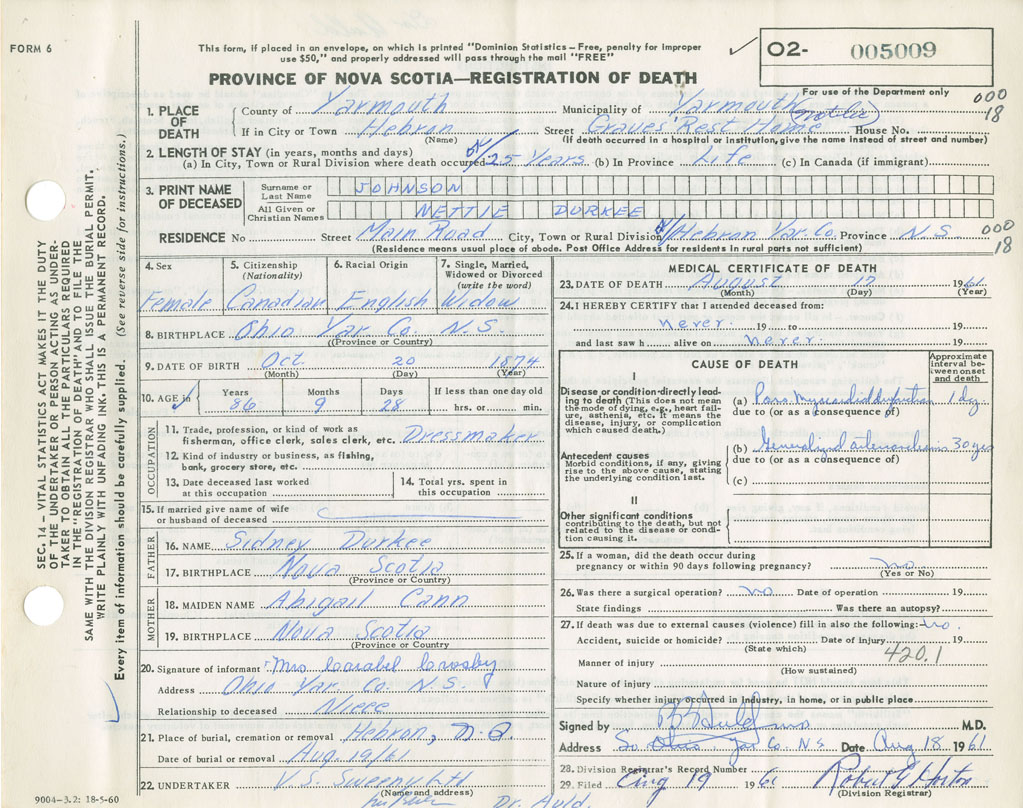 FORM 6
This form, if placed in an envelope, on which is printed "Dominion Statistics – Free, penalty for improper
use $50," and properly addressed will pass through the mail "FREE"
✓ O2- 005009
PROVINCE OF NOVA SCOTIA—REGISTRATION OF DEATH
For use of the Department only
000
18
1. PLACE OF DEATH
County of Yarmouth Municipality of Yarmouth
If in City or Town Hebron Street Graves' Rest Home House No.
(Name) (If death occurred in a hospital or institution, give the name instead of street and number)
2. LENGTH OF STAY (in years, months and days)
(a) In City, Town or Rural Division where death occurred 25 Years (b) In Province Life (c) In Canada (if immigrant)
3. PRINT NAME OF DECEASED
Surname or Last Name JOHNSON
All Given or Christian Names NETTIE DURKEE
RESIDENCE No Street Main Road City, Town or Rural Division Hebron Yar. Co. Province N S
(Residence means usual place of abode. Post Office Address for residents in rural parts not sufficient)
000
18
4. Sex Female
5. Citizenship (Nationality) Canadian
6. Racial Origin English
7. Single, Married, Widowed or Divorced (write the word) Widow
8. BIRTHPLACE Ohio Yar Co N.S.
(Province or Country)
9. DATE OF BIRTH Oct. 20 1874
(Month) (Day) (Year)
10. AGE in
Years Months Days If less than one day old
86 9 28 hrs. or min.
OCCUPATION
11. Trade, profession, or kind of work as
fisherman, office clerk, sales clerk, etc. Dressmaker
12. Kind of industry or business, as fishing,
bank, grocery store, etc.
13. Date deceased last worked
at this occupation
14. Total yrs. spent in
this occupation
15. If married give name of wife
or husband of deceased
FATHER
16. NAME Sidney Durkee
17. BIRTHPLACE Nova Scotia
(Province or Country)
MOTHER
18. MAIDEN NAME Abigail Cann
19. BIRTHPLACE Nova Scotia
(Province or Country)
20. Signature of informant Mrs Crosby
Address Ohio Yar. Co. N.S.
Relationship to deceased Niece
21. Place of burial, cremation or removal Hebron, N.S.
Date of burial or removal Aug. 19/61
22. UNDERTAKER V.S. Sweeny Ltd
(Name and address)
Dr. Auld.
9004-3.2: 18-5-60
MEDICAL CERTIFICATE OF DEATH
23. DATE OF DEATH August 17 1961
(Month) (Day) (Year)
24. I HEREBY CERTIFY that I attended deceased from:
never 19 to 19
and last saw h alive on never 19
CAUSE OF DEATH
Approximate interval between onset and death
I
Disease or condition directly leading to death (This does not mean the mode of dying, e.g., heart failure, asthenia, etc. It means the disease, injury, or complication which caused death.)
(a) 1 day
due to (or as a consequence of)
Antecedent causes
Morbid conditions, if any, giving rise to the above cause, stating the underlying condition last.
(b) Generalized 30 yrs
due to (or as a consequence of)
(c)
II
Other significant conditions
contributing to the death, but not related to the disease or condition causing it.
25. If a woman, did the death occur during
pregnancy or within 90 days following pregnancy? no
(Yes or No)
26. Was there a surgical operation? no Date of operation 19
State findings Was there an autopsy?
27. If death was due to external causes (violence) fill in also the following: no.
Accident, suicide or homicide? Date of injury 19
(State which)
420.1
Manner of injury
(How sustained)
Nature of injury
Specify whether injury occurred in Industry, in home, or in public place
Signed by Auld M.D.
Address So. Ohio, Yar Co. N.S Date Aug 18 1961
28. Division Registrar's Record Number
29. Filed Aug 19 1961 Robert Horton
(Division Registrar)
SEC. 14 – VITAL STATISTICS ACT MAKES IT THE DUTY
OF THE UNDERTAKER OR PERSON ACTING AS UNDER-
TAKER TO OBTAIN ALL THE PARTICULARS REQUIRED
IN THE "REGISTRATION OF DEATH" AND TO FILE THE
SAME WITH THE DIVISION REGISTRAR WHO SHALL ISSUE THE BURIAL PERMIT.
WRITE PLAINLY WITH UNFADING INK. THIS IS A PERMANENT RECORD.
Every item of information should be carefully supplied. (See reverse side for instructions.)